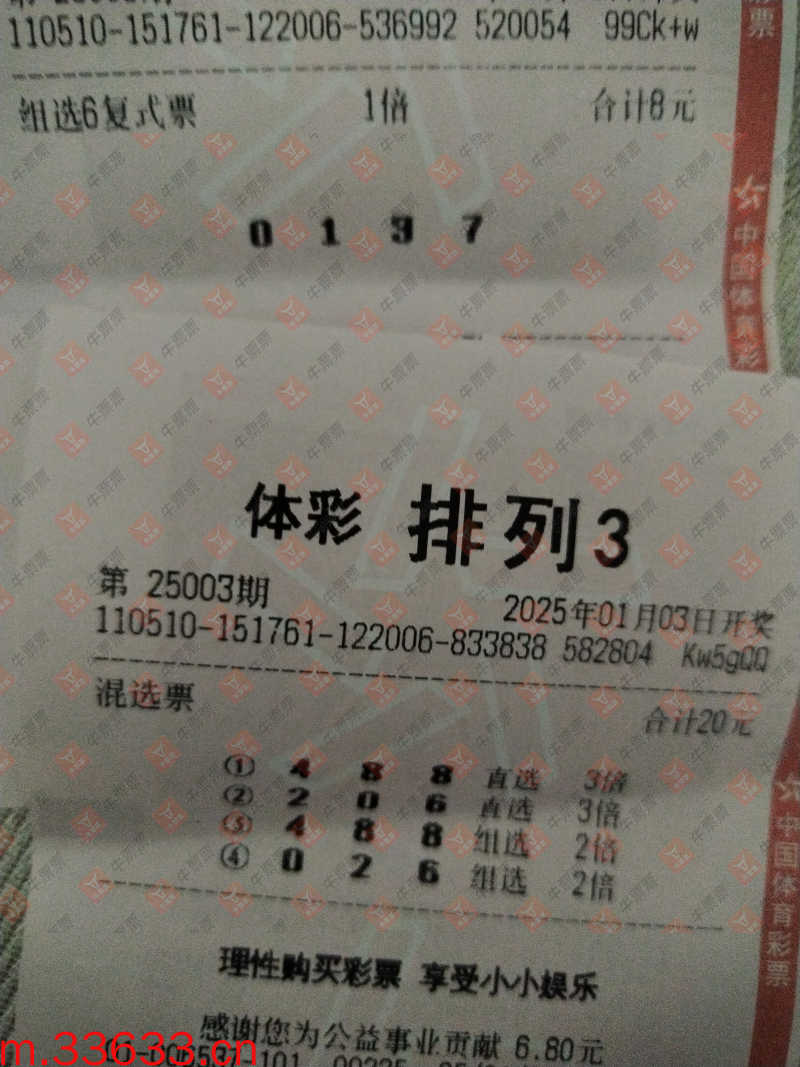 110510-151761-122006-536992 520054 99Ck+w
组选6复式票 1倍 合计8元
0 1 3 7
中国体育彩
体彩 排列3
第 25003期 2025年01月03日开奖
110510-151761-122006-833838 582804 Kw5gQQ
混选票 合计20元
① 4 8 8 直选 3倍
② 2 0 6 直选 3倍
③ 4 8 8 组选 2倍
④ 0 2 6 组选 2倍
中国体育彩票
理性购买彩票 享受小小娱乐
感谢您为公益事业贡献 6.80元
m.33633.cn